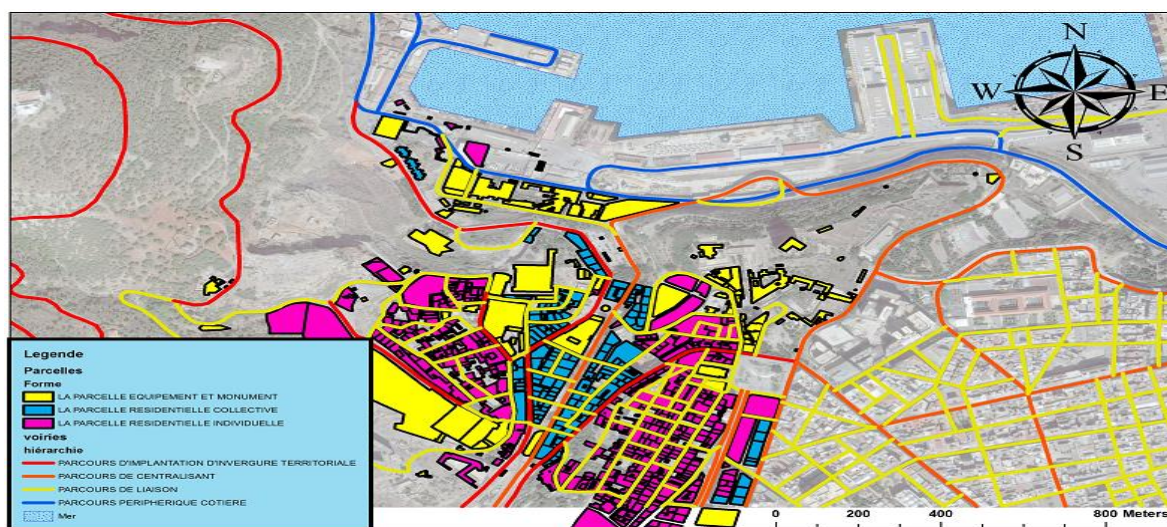 N
W E
S
Legende
Parcelles
Forme
LA PARCELLE EQUIPEMENT ET MONUMENT
LA PARCELLE RESIDENTIELLE COLLECTIVE
LA PARCELLE RESIDENTIELLE INDIVIDUELLE
voiries
hiérarchie
PARCOURS D'IMPLANTATION D'INVERGURE TERRITORIALE
PARCOURS DE CENTRALISANT
PARCOURS DE LIAISON
PARCOURS PERIPHERIQUE COTIERE
Mer
0 200 400 800 Meters